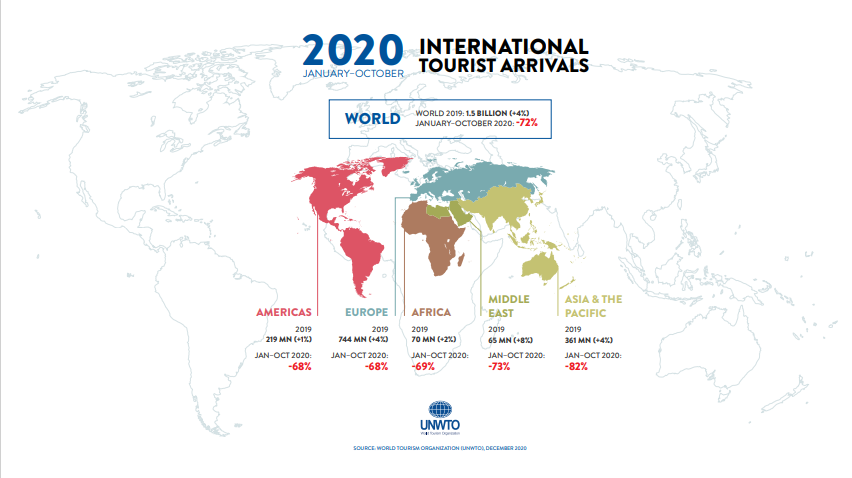 2020
JANUARY–OCTOBER
INTERNATIONAL
TOURIST ARRIVALS
WORLD
WORLD 2019: 1.5 BILLION (+4%)
JANUARY–OCTOBER 2020: -72%
AMERICAS
2019
219 MN (+1%)
JAN–OCT 2020:
-68%
EUROPE
2019
744 MN (+4%)
JAN–OCT 2020:
-68%
AFRICA
2019
70 MN (+2%)
JAN–OCT 2020:
-69%
MIDDLE
EAST
2019
65 MN (+8%)
JAN–OCT 2020:
-73%
ASIA & THE
PACIFIC
2019
361 MN (+4%)
JAN–OCT 2020:
-82%
UNWTO
World Tourism Organization
SOURCE: WORLD TOURISM ORGANIZATION (UNWTO), DECEMBER 2020